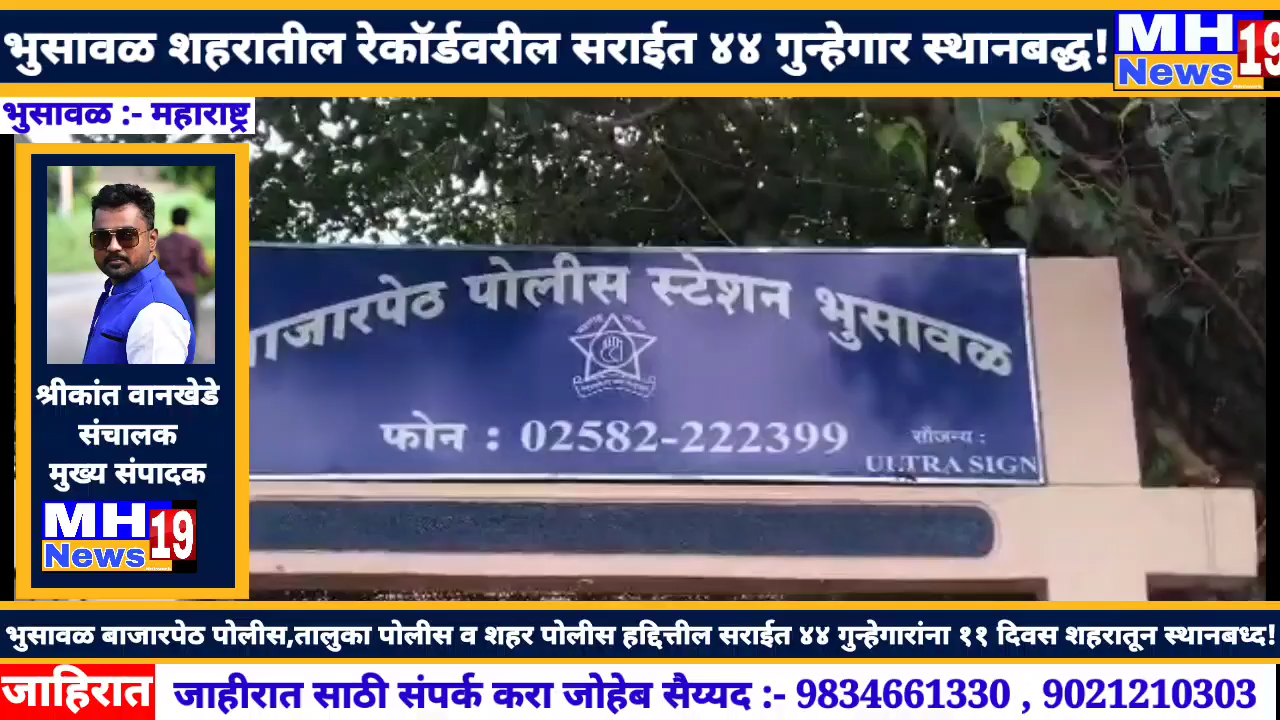 भुसावळ शहरातील रेकॉर्डवरील सराईत ४४ गुन्हेगार स्थानबद्ध!
MH 19
News
भुसावळ :- महाराष्ट्र
श्रीकांत वानखेडे
संचालक
मुख्य संपादक
MH 19
News
बाजारपेठ पोलीस स्टेशन भुसावळ
फोन : 02582-222399
सौजन्य :
ULTRA SIGN
भुसावळ बाजारपेठ पोलीस,तालुका पोलीस व शहर पोलीस हद्दित्तील सराईत ४४ गुन्हेगारांना ११ दिवस शहरातून स्थानबध्द!
जाहिरात
जाहीरात साठी संपर्क करा जोहेब सैय्यद :- 9834661330 , 9021210303